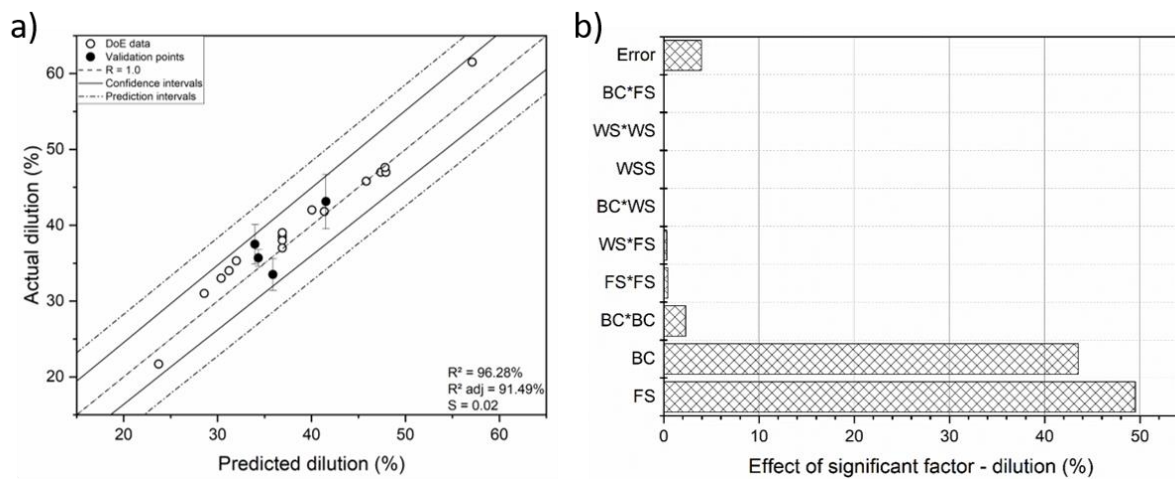 a)
DoE data
Validation points
R = 1.0
Confidence intervals
Prediction intervals
60
50
40
30
20
Actual dilution (%)
R² = 96.28%
R² adj = 91.49%
S = 0.02
20 30 40 50 60
Predicted dilution (%)
b)
Error
BC*FS
WS*WS
WSS
BC*WS
WS*FS
FS*FS
BC*BC
BC
FS
0 10 20 30 40 50
Effect of significant factor - dilution (%)